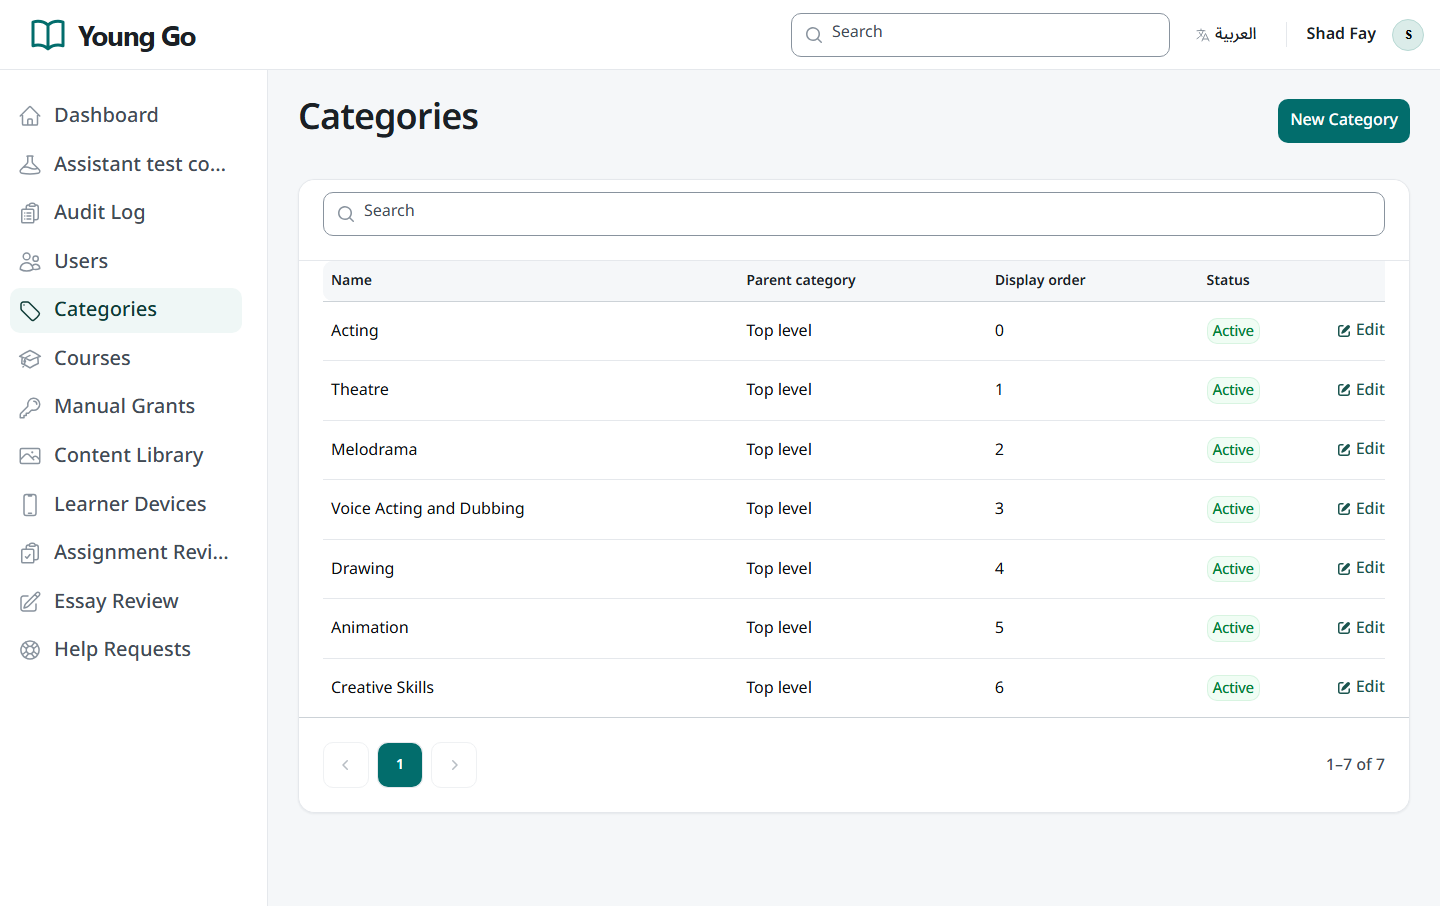 Young Go
Search
العربية
Shad Fay
S
Dashboard
Assistant test co...
Audit Log
Users
Categories
Courses
Manual Grants
Content Library
Learner Devices
Assignment Revi...
Essay Review
Help Requests
Categories
New Category
Search
Name Parent category Display order Status
Acting Top level 0 Active Edit
Theatre Top level 1 Active Edit
Melodrama Top level 2 Active Edit
Voice Acting and Dubbing Top level 3 Active Edit
Drawing Top level 4 Active Edit
Animation Top level 5 Active Edit
Creative Skills Top level 6 Active Edit
1
1–7 of 7